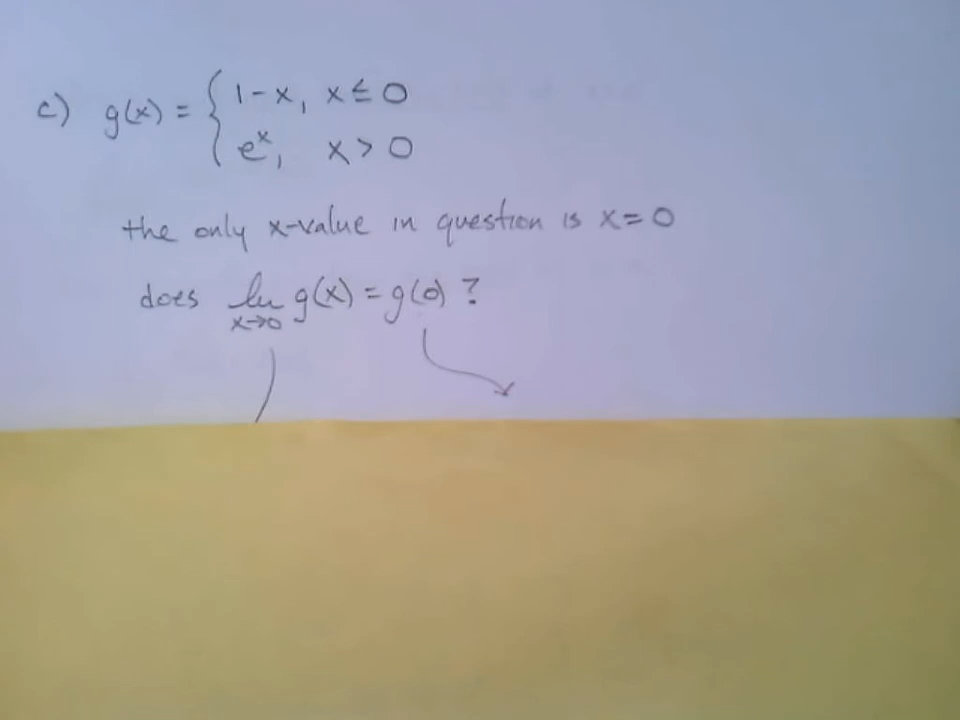 c) g(x) = { 1-x, x ≤ 0
e^x, x > 0
the only x-value in question is x = 0
does lim g(x) = g(0) ?
x→0